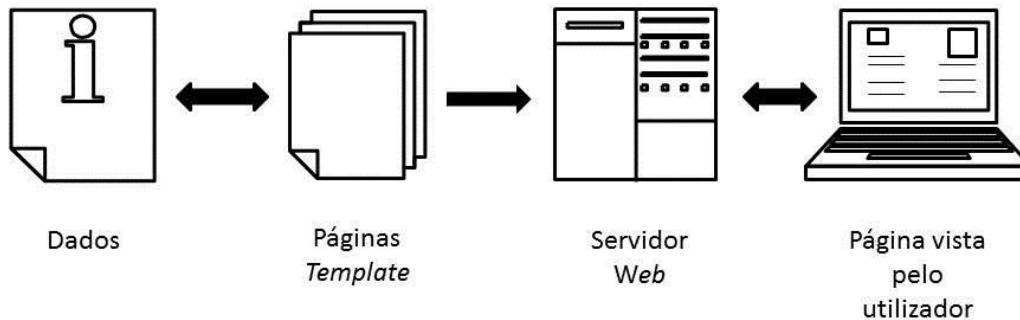 Dados
Páginas
Template
Servidor
Web
Página vista
pelo
utilizador